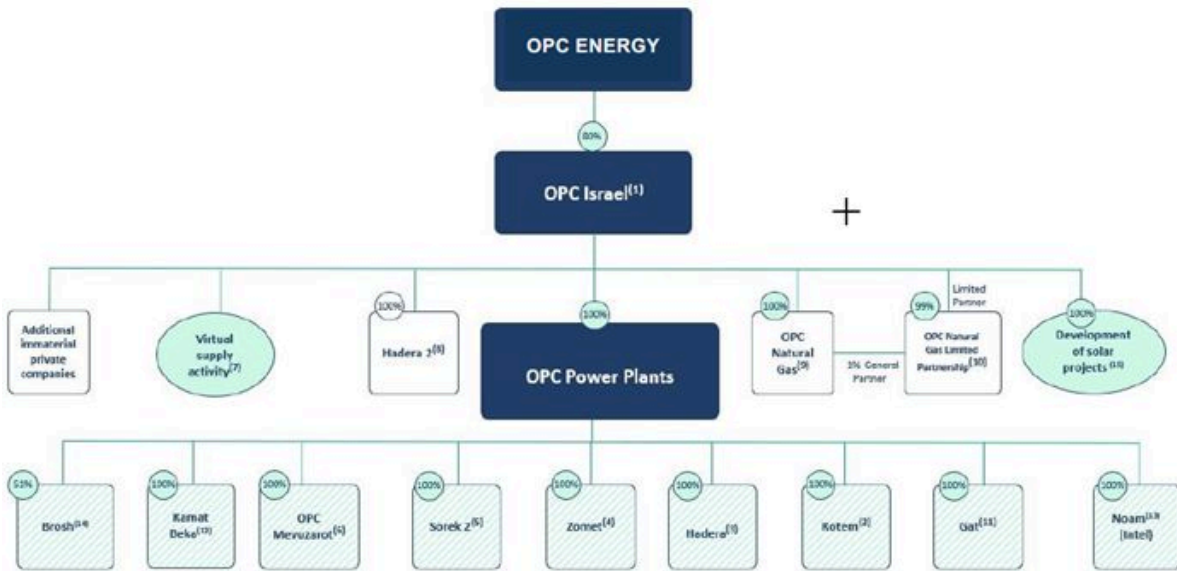 OPC ENERGY
80%
OPC Israel(1)
Additional
immaterial
private
companies
Virtual
supply
activity(7)
100%
Hadera 2(8)
100%
OPC Power Plants
100%
OPC
Natural
Gas(9)
1% General
Partner
99%
Limited
Partner
OPC Natural
Gas Limited
Partnership(10)
100%
Development
of solar
projects
51%
Brosh(14)
100%
Ramat
Beka
100%
OPC
Mevuzarot(6)
100%
Sorek 2(5)
100%
Zomet(4)
100%
Hadera(3)
100%
Rotem(2)
100%
Gat(11)
100%
Noam
(Intel)